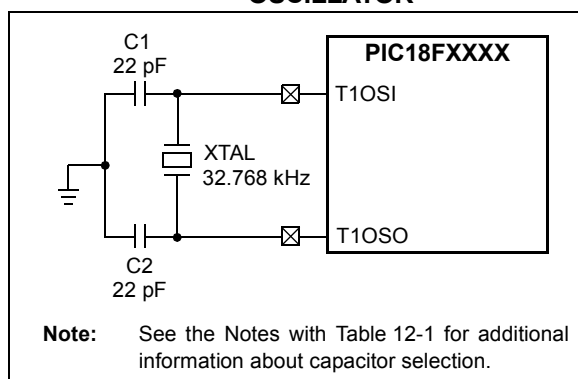 OSCILLATOR
C1
22 pF
PIC18FXXXX
T1OSI
XTAL
32.768 kHz
T1OSO
C2
22 pF
Note: See the Notes with Table 12-1 for additional
information about capacitor selection.